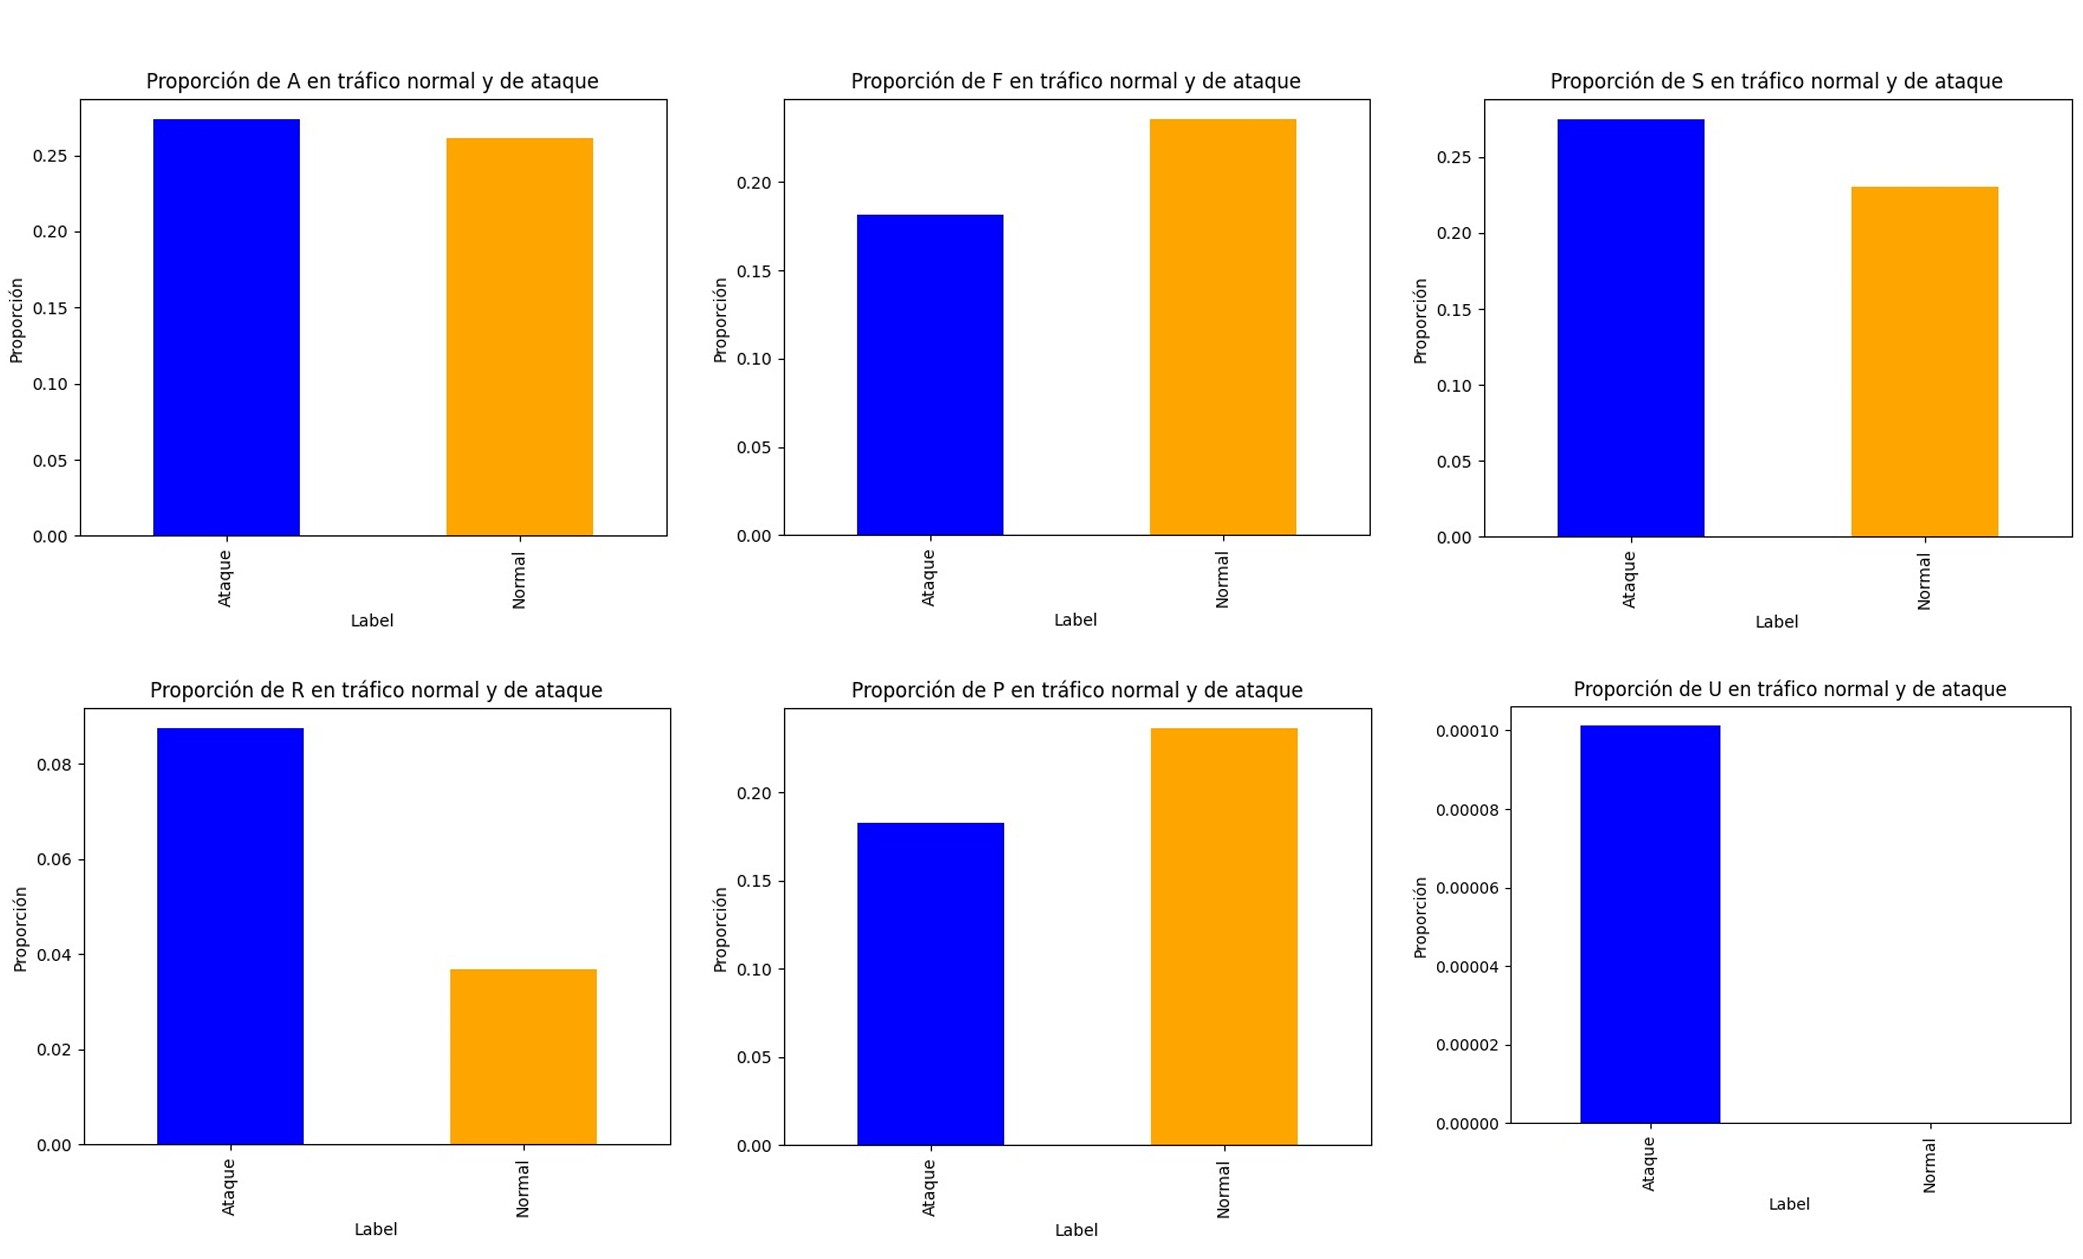 Proporción de A en tráfico normal y de ataque
Proporción
0.25
0.20
0.15
0.10
0.05
0.00
Ataque
Normal
Label
Proporción de F en tráfico normal y de ataque
Proporción
0.20
0.15
0.10
0.05
0.00
Ataque
Normal
Label
Proporción de S en tráfico normal y de ataque
Proporción
0.25
0.20
0.15
0.10
0.05
0.00
Ataque
Normal
Label
Proporción de R en tráfico normal y de ataque
Proporción
0.08
0.06
0.04
0.02
0.00
Ataque
Normal
Label
Proporción de P en tráfico normal y de ataque
Proporción
0.20
0.15
0.10
0.05
0.00
Ataque
Normal
Label
Proporción de U en tráfico normal y de ataque
Proporción
0.00010
0.00008
0.00006
0.00004
0.00002
0.00000
Ataque
Normal
Label